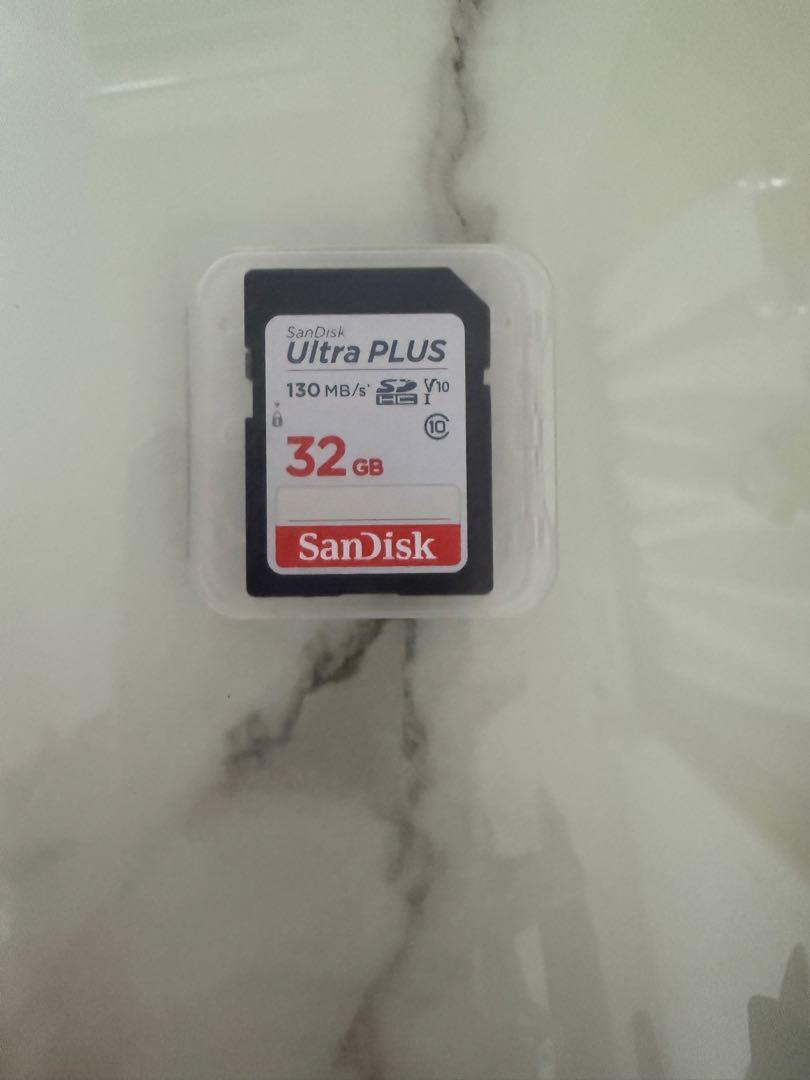 SanDisk
Ultra PLUS
130 MB/s* SD HC I V10
10
32 GB
SanDisk